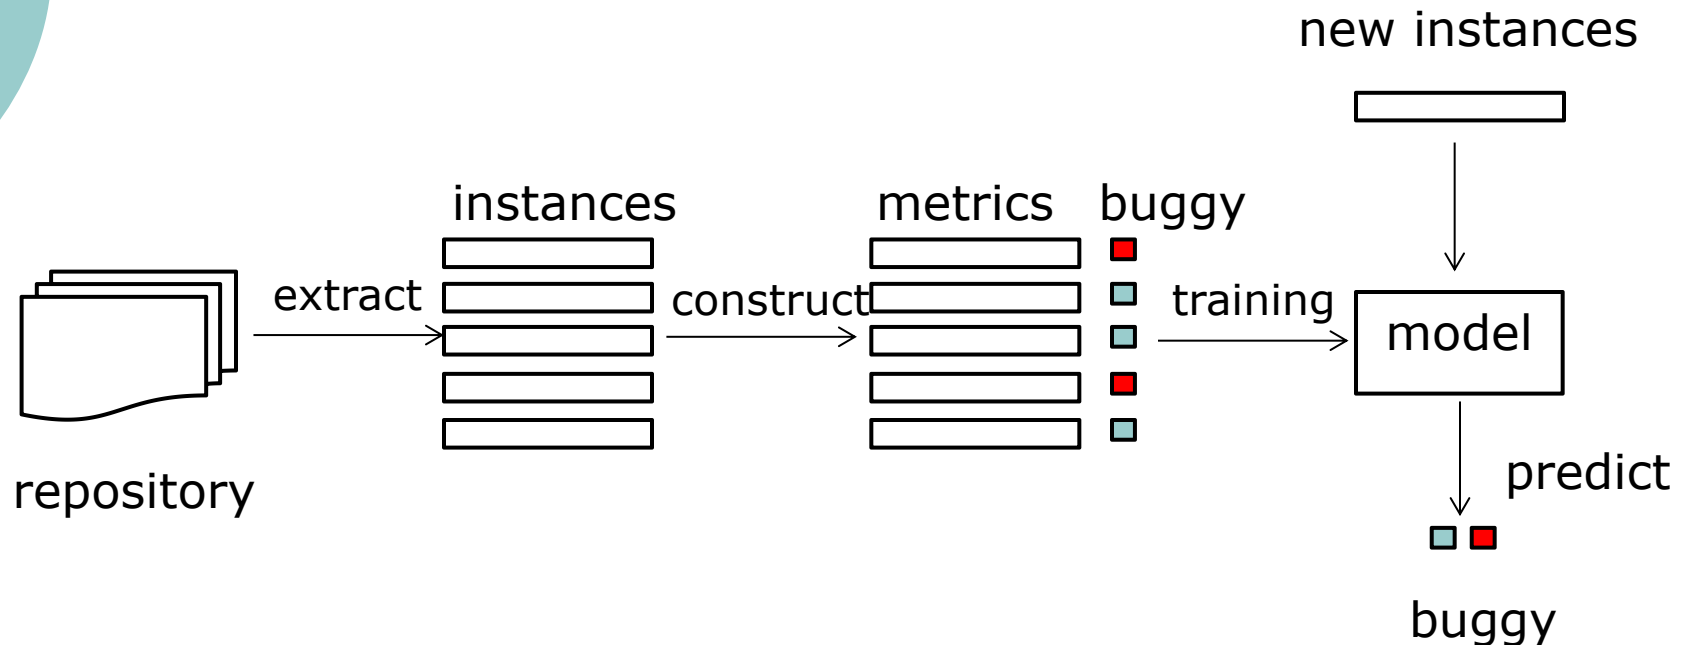 new instances
instances
metrics
buggy
extract
construct
training
model
repository
predict
buggy